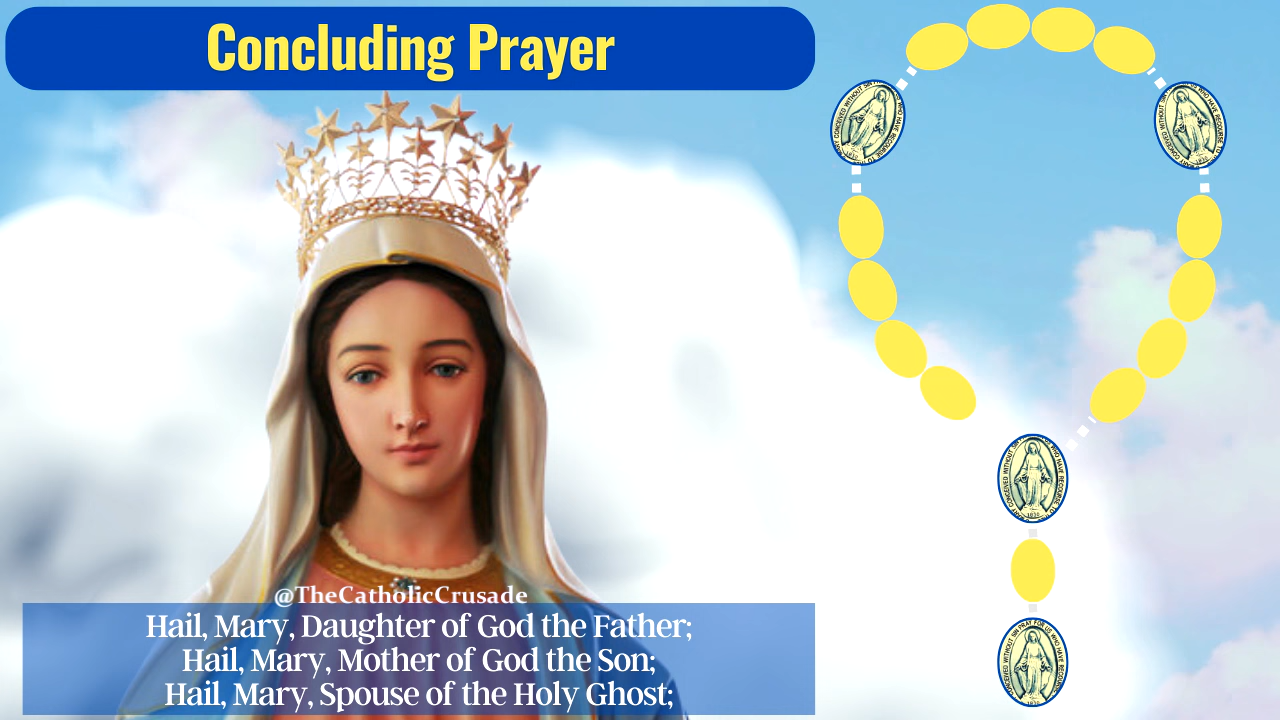 Concluding Prayer
@TheCatholicCrusade
Hail, Mary, Daughter of God the Father;
Hail, Mary, Mother of God the Son;
Hail, Mary, Spouse of the Holy Ghost;